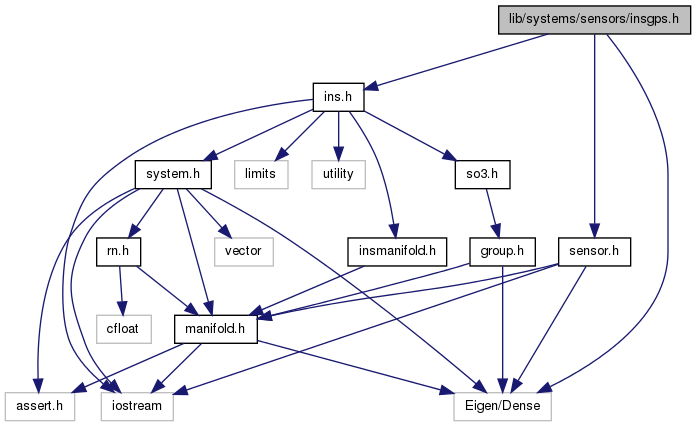 lib/systems/sensors/insgps.h
ins.h
system.h
limits
utility
so3.h
rn.h
vector
insmanifold.h
group.h
sensor.h
cfloat
manifold.h
assert.h
iostream
Eigen/Dense